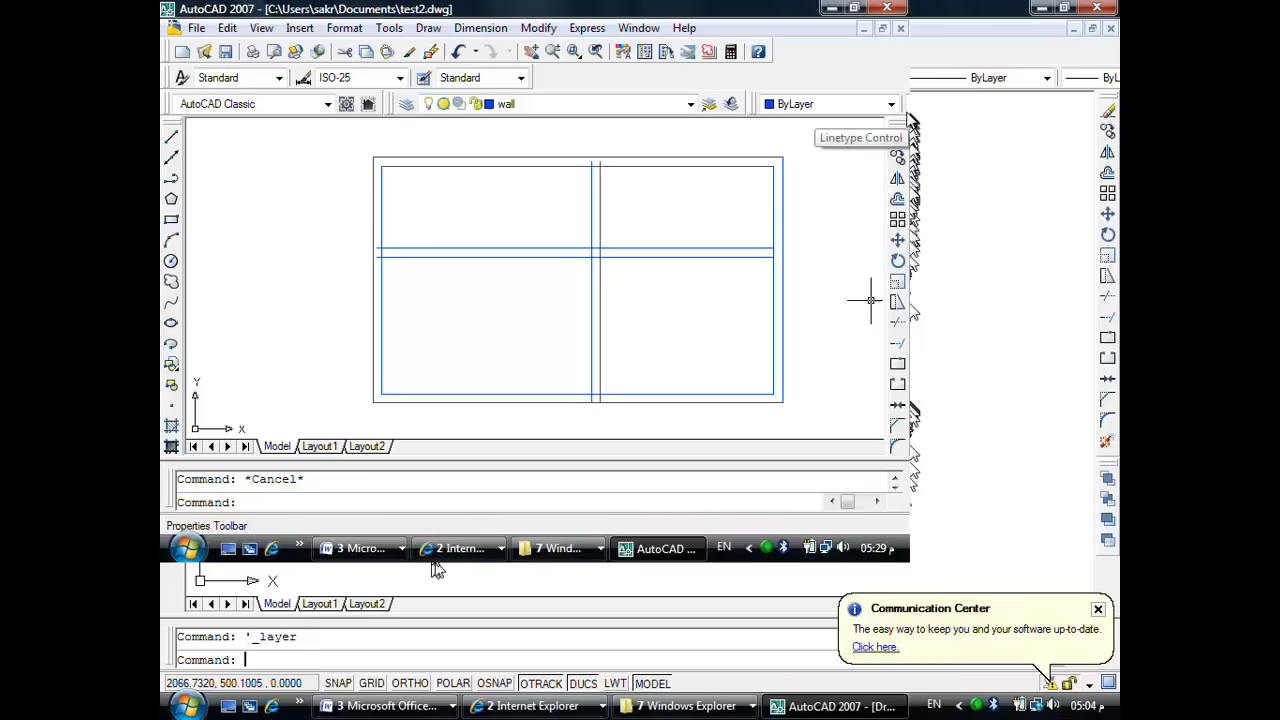 AutoCAD 2007 - [C:\Users\sakr\Documents\test2.dwg]
File Edit View Insert Format Tools Draw Dimension Modify Express Window Help
Standard ISO-25 Standard ByLayer ByL
AutoCAD Classic wall ByLayer
Linetype Control
Y
X
Model Layout1 Layout2
Command: *Cancel*
Command:
Properties Toolbar
3 Micro... 2 Intern... 7 Wind... AutoCAD ... EN 05:29 م
X
Model Layout1 Layout2
Communication Center
The easy way to keep you and your software up-to-date.
Click here.
Command: '_layer
Command:
2066.7320, 500.1005 , 0.0000 SNAP GRID ORTHO POLAR OSNAP OTRACK DUCS LWT MODEL
3 Microsoft Office... 2 Internet Explorer 7 Windows Explorer AutoCAD 2007 - [Dr... EN 05:04 م